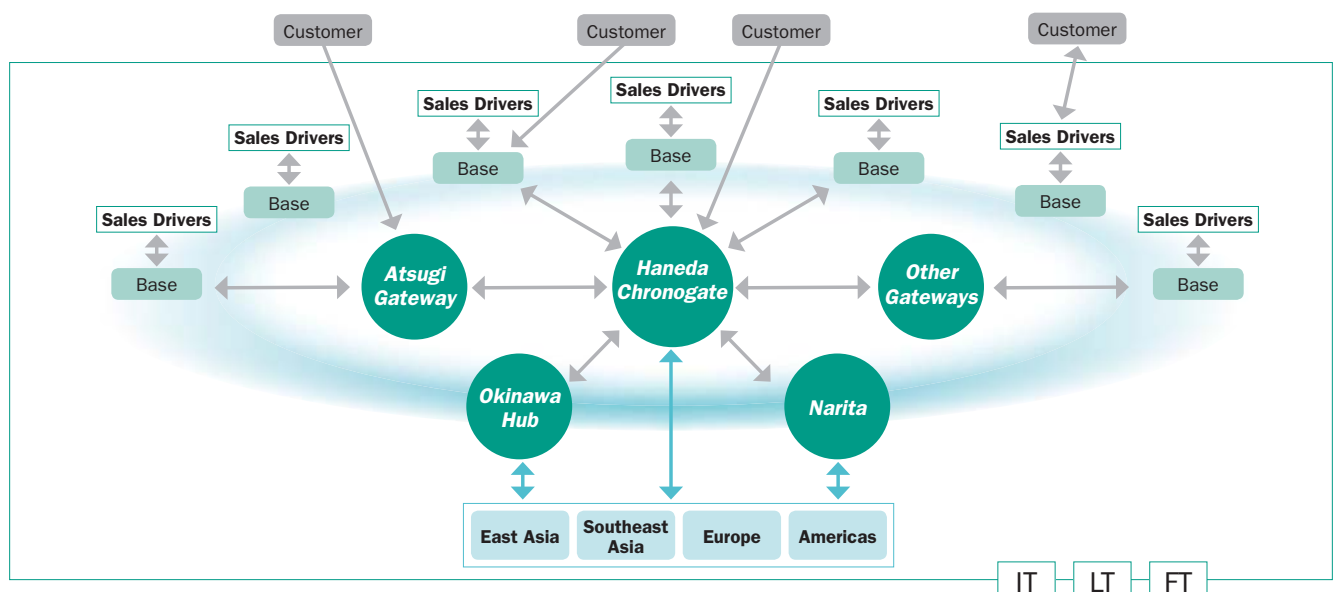 Customer
Customer
Customer
Customer
Sales Drivers
Sales Drivers
Sales Drivers
Sales Drivers
Sales Drivers
Sales Drivers
Sales Drivers
Base
Base
Base
Base
Base
Base
Base
Atsugi
Gateway
Haneda
Chronogate
Other
Gateways
Okinawa
Hub
Narita
East Asia
Southeast
Asia
Europe
Americas
IT
LT
FT